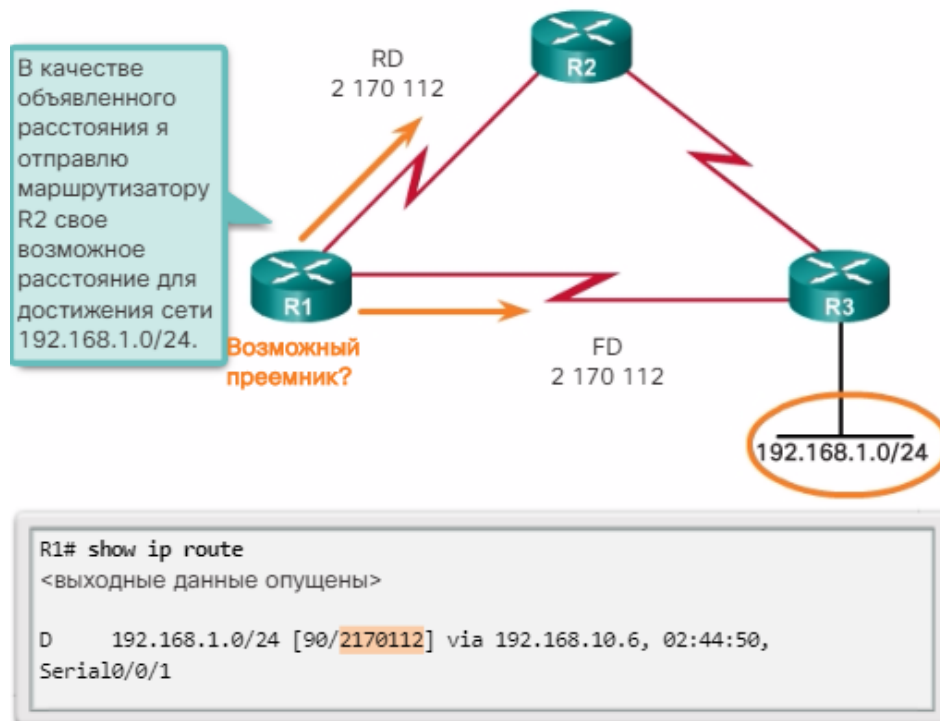 В качестве
объявленного
расстояния я
отправлю
маршрутизатору
R2 свое
возможное
расстояние для
достижения сети
192.168.1.0/24.
RD
2 170 112
R2
R1
R3
Возможный
преемник?
FD
2 170 112
192.168.1.0/24
R1# show ip route
<выходные данные опущены>
D 192.168.1.0/24 [90/2170112] via 192.168.10.6, 02:44:50,
Serial0/0/1